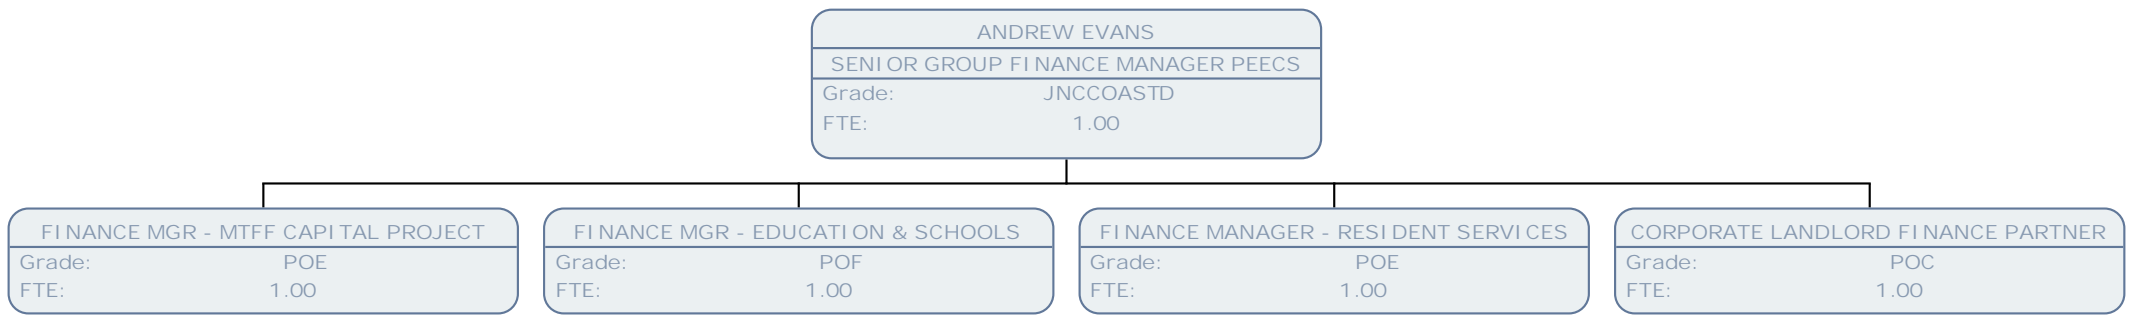 ANDREW EVANS
SENIOR GROUP FINANCE MANAGER PEECS
Grade: JNCCOASTD
FTE: 1.00
FINANCE MGR - MTFF CAPITAL PROJECT
Grade: POE
FTE: 1.00
FINANCE MGR - EDUCATION & SCHOOLS
Grade: POF
FTE: 1.00
FINANCE MANAGER - RESIDENT SERVICES
Grade: POE
FTE: 1.00
CORPORATE LANDLORD FINANCE PARTNER
Grade: POC
FTE: 1.00